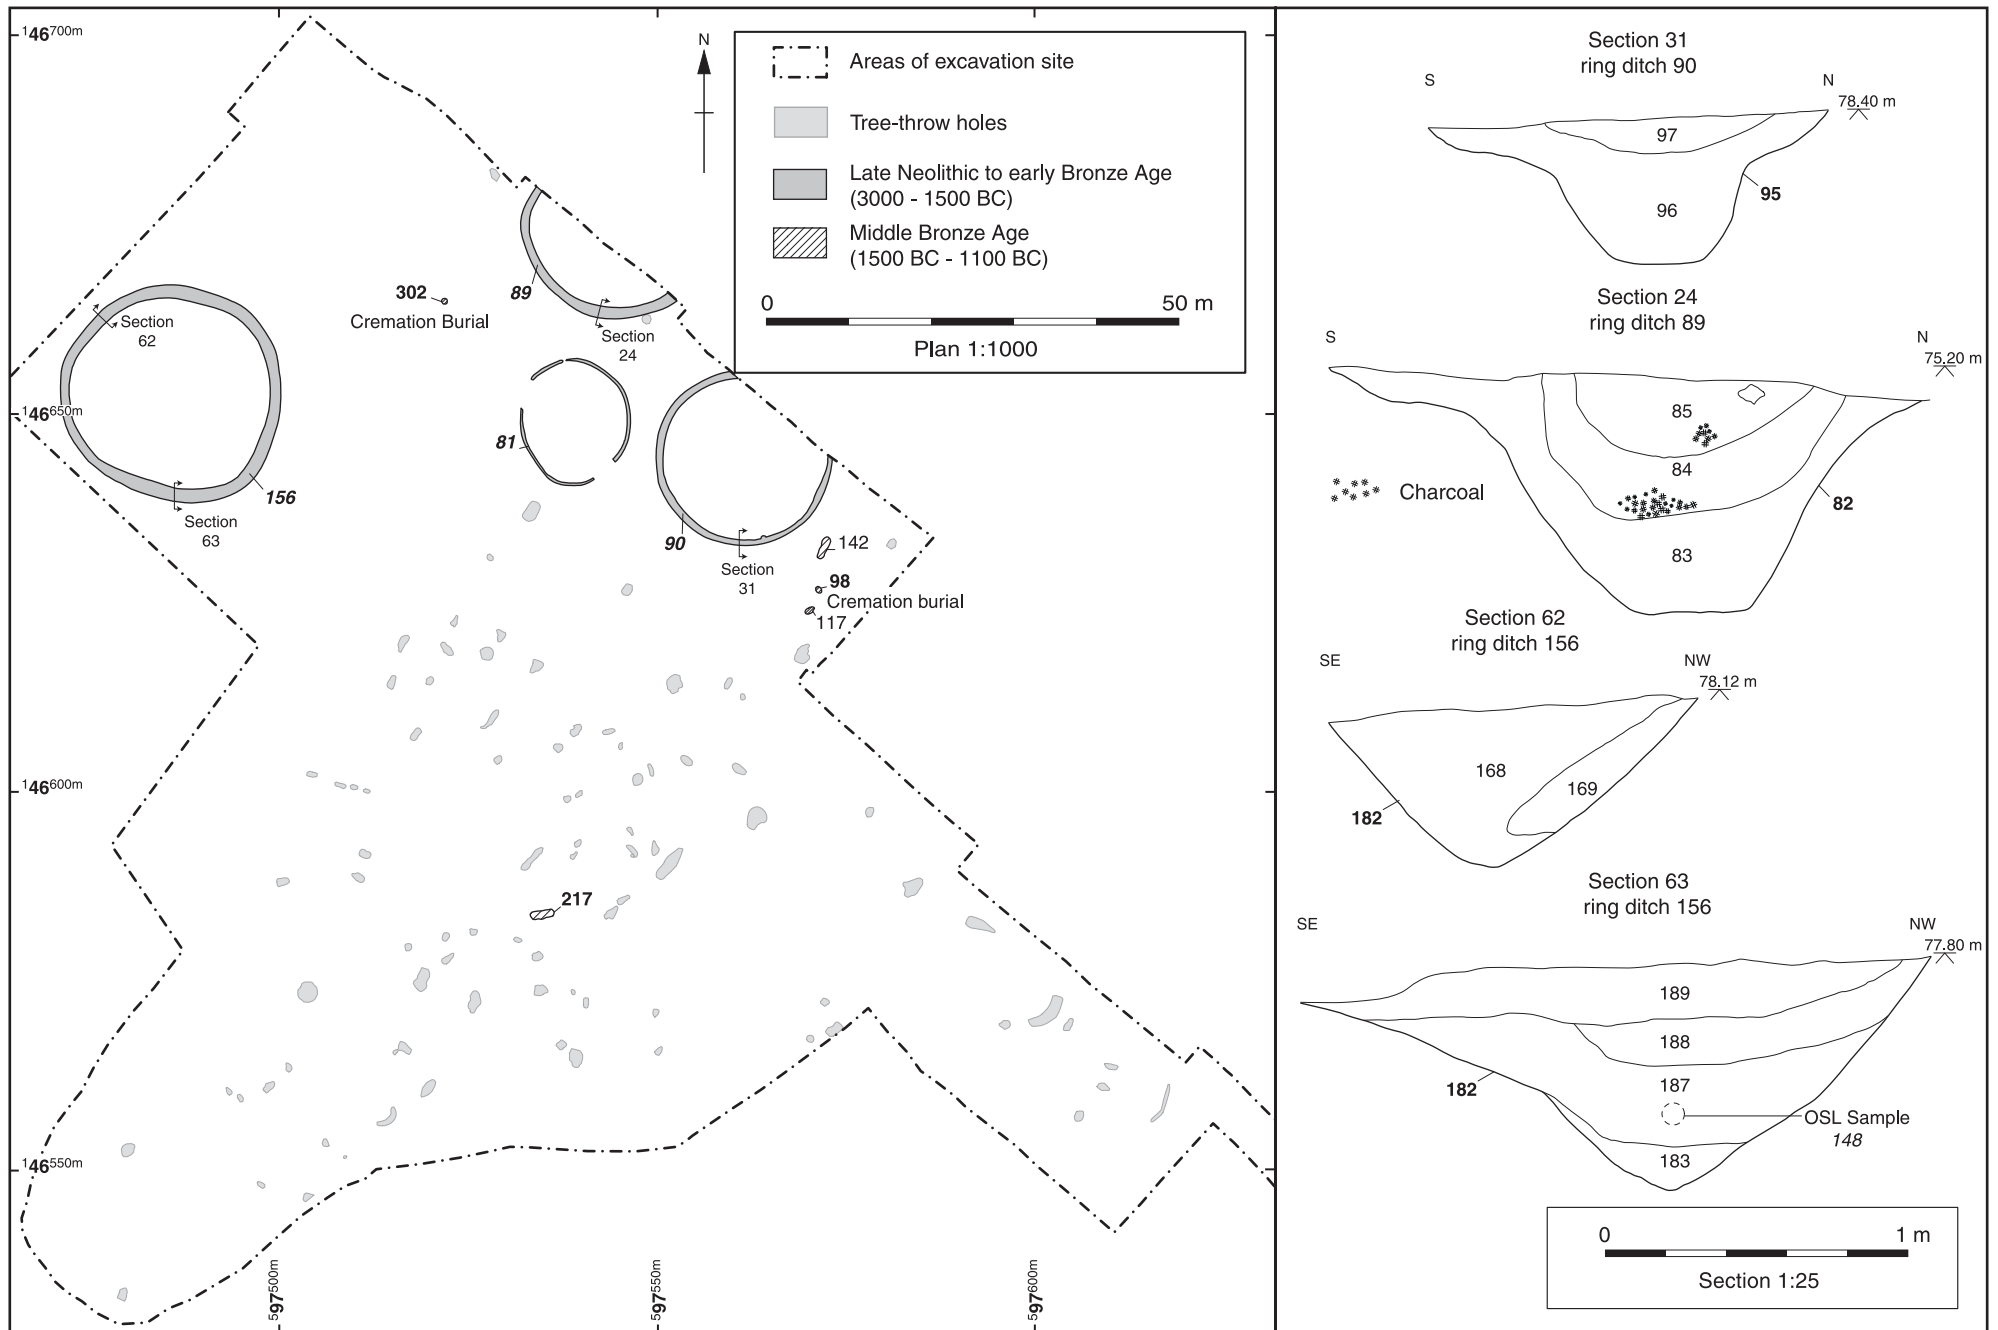 146700m
146650m
146600m
146550m
597500m
597550m
597600m
N
Areas of excavation site
Tree-throw holes
Late Neolithic to early Bronze Age
(3000 - 1500 BC)
Middle Bronze Age
(1500 BC - 1100 BC)
0
50 m
Plan 1:1000
302
Cremation Burial
89
Section
24
Section
62
81
156
Section
63
90
Section
31
142
98
Cremation burial
117
217
Section 31
ring ditch 90
S
N
78.40 m
97
95
96
Section 24
ring ditch 89
S
N
75.20 m
85
84
Charcoal
82
83
Section 62
ring ditch 156
SE
NW
78.12 m
168
169
182
Section 63
ring ditch 156
SE
NW
77.80 m
189
188
187
182
OSL Sample
148
183
0
1 m
Section 1:25